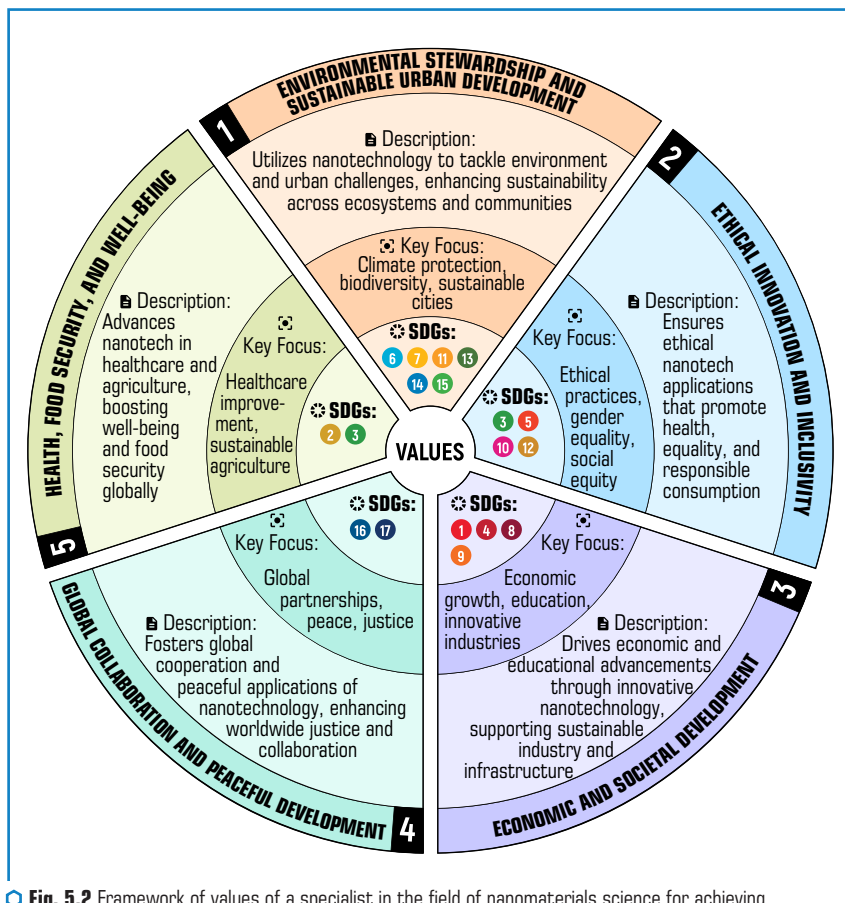 1
ENVIRONMENTAL STEWARDSHIP AND
SUSTAINABLE URBAN DEVELOPMENT
Description:
Utilizes nanotechnology to tackle environment
and urban challenges, enhancing sustainability
across ecosystems and communities
Key Focus:
Climate protection,
biodiversity, sustainable
cities
SDGs:
6 7 11 13
14 15
2
ETHICAL INNOVATION AND INCLUSIVITY
Description:
Ensures
ethical
nanotech
applications
that promote
health,
equality, and
responsible
consumption
Key Focus:
Ethical
practices,
gender
equality,
social
equity
SDGs:
3 5
10 12
3
ECONOMIC AND SOCIETAL DEVELOPMENT
Description:
Drives economic and
educational advancements
through innovative
nanotechnology,
supporting sustainable
industry and
infrastructure
Key Focus:
Economic
growth, education,
innovative
industries
SDGs:
1 4 8
9
4
GLOBAL COLLABORATION AND PEACEFUL DEVELOPMENT
Description:
Fosters global
cooperation and
peaceful applications of
nanotechnology, enhancing
worldwide justice and
collaboration
Key Focus:
Global
partnerships,
peace, justice
SDGs:
16 17
5
HEALTH, FOOD SECURITY, AND WELL-BEING
Description:
Advances
nanotech in
healthcare and
agriculture,
boosting
well-being
and food
security
globally
Key Focus:
Healthcare
improve-
ment,
sustainable
agriculture
SDGs:
2 3
VALUES
Fig. 5.2 Framework of values of a specialist in the field of nanomaterials science for achieving